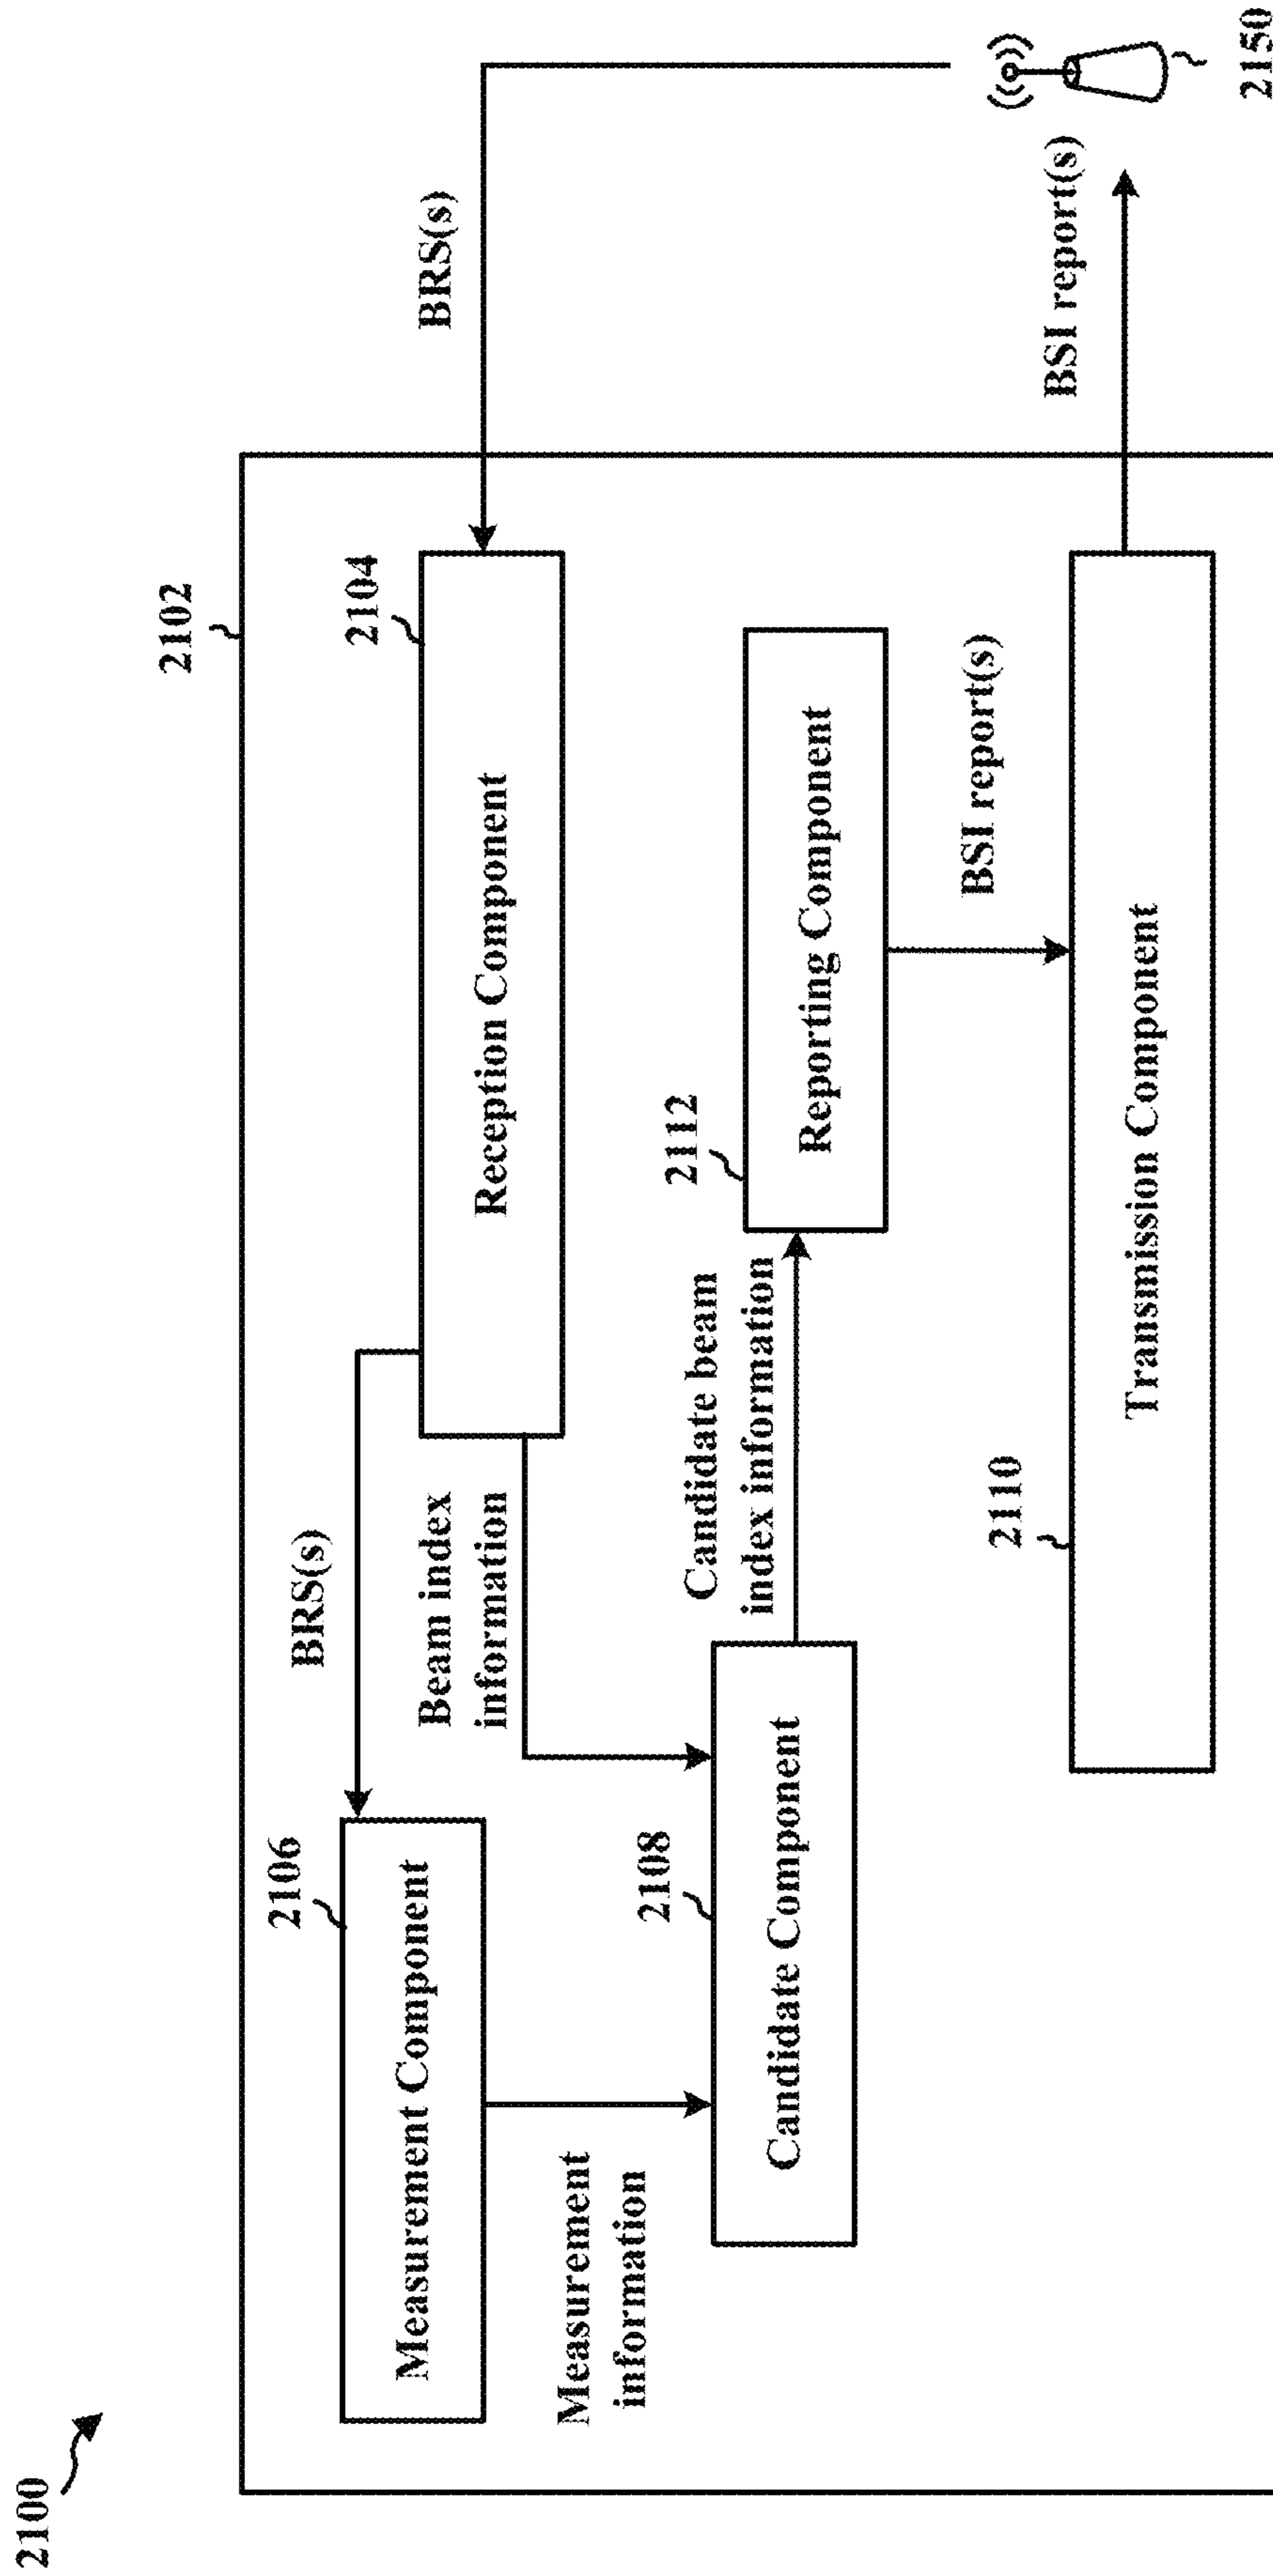 2100
2102
2104
Reception Component
BRS(s)
BRS(s)
2106
Measurement Component
Beam index
information
Measurement
information
2108
Candidate Component
Candidate beam
index information
2112
Reporting Component
BSI report(s)
BSI report(s)
2110
Transmission Component
2150